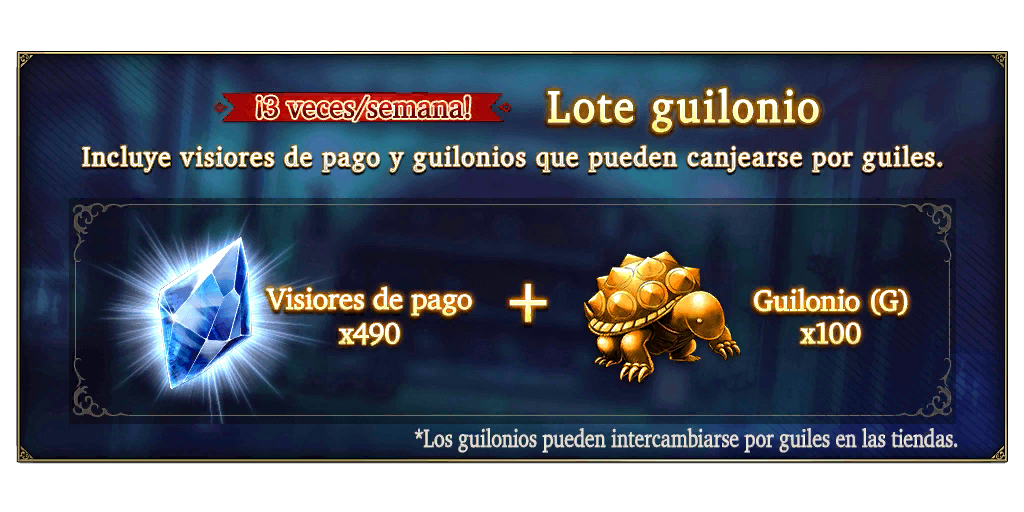 ¡3 veces/semana!
Lote guilonio
Incluye visiores de pago y guilonios que pueden canjearse por guiles.
Visiores de pago
x490
+
Guilonio (G)
x100
*Los guilonios pueden intercambiarse por guiles en las tiendas.